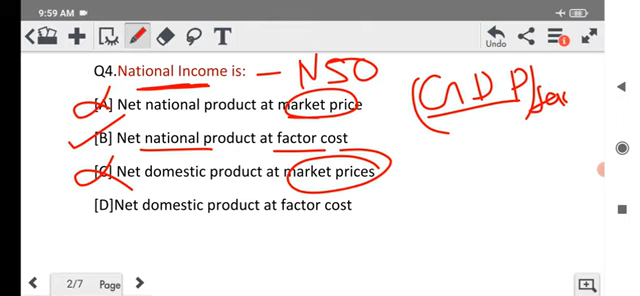 9:59 AM
Undo
Q4.National Income is: – NSO
(GDP)
[A] Net national product at market price
[B] Net national product at factor cost
[C] Net domestic product at market prices
[D]Net domestic product at factor cost
2/7 Page